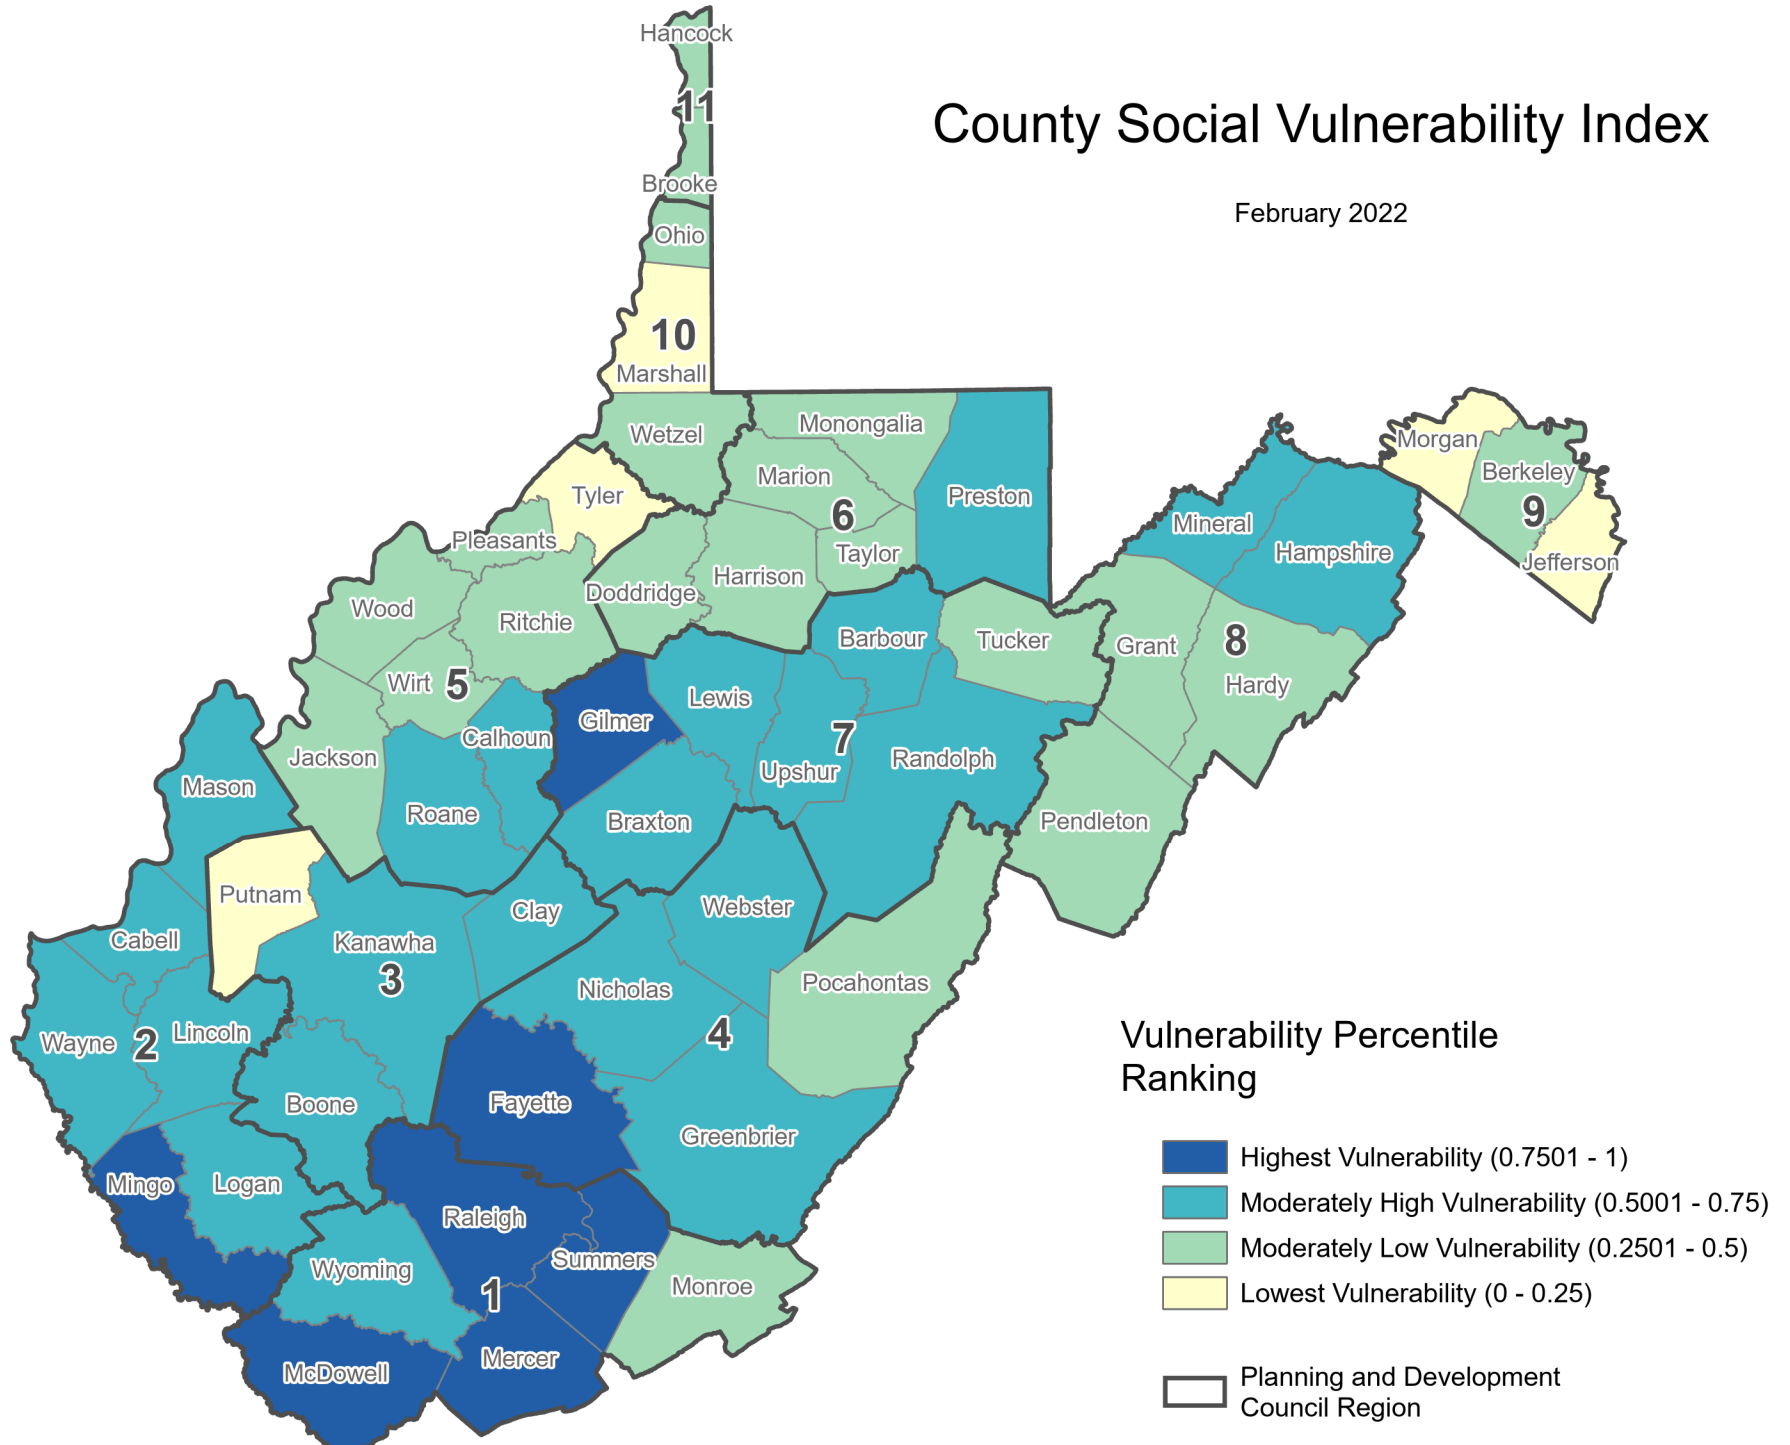 Hancock
County Social Vulnerability Index
11
Brooke
February 2022
Ohio
10
Marshall
Wetzel
Monongalia
Morgan
Marion
Berkeley
Tyler
Preston
6
9
Mineral
Pleasants
Taylor
Hampshire
Jefferson
Harrison
Doddridge
Wood
Ritchie
Barbour
Tucker
Grant
8
Wirt
5
Hardy
Lewis
Gilmer
Calhoun
7
Jackson
Upshur
Randolph
Mason
Roane
Braxton
Pendleton
Putnam
Clay
Webster
Cabell
Kanawha
3
Pocahontas
Nicholas
Lincoln
4
Wayne
2
Vulnerability Percentile
Ranking
Boone
Fayette
Greenbrier
Highest Vulnerability (0.7501 - 1)
Mingo
Logan
Moderately High Vulnerability (0.5001 - 0.75)
Raleigh
Moderately Low Vulnerability (0.2501 - 0.5)
Summers
Wyoming
Monroe
1
Lowest Vulnerability (0 - 0.25)
Mercer
McDowell
Planning and Development
Council Region